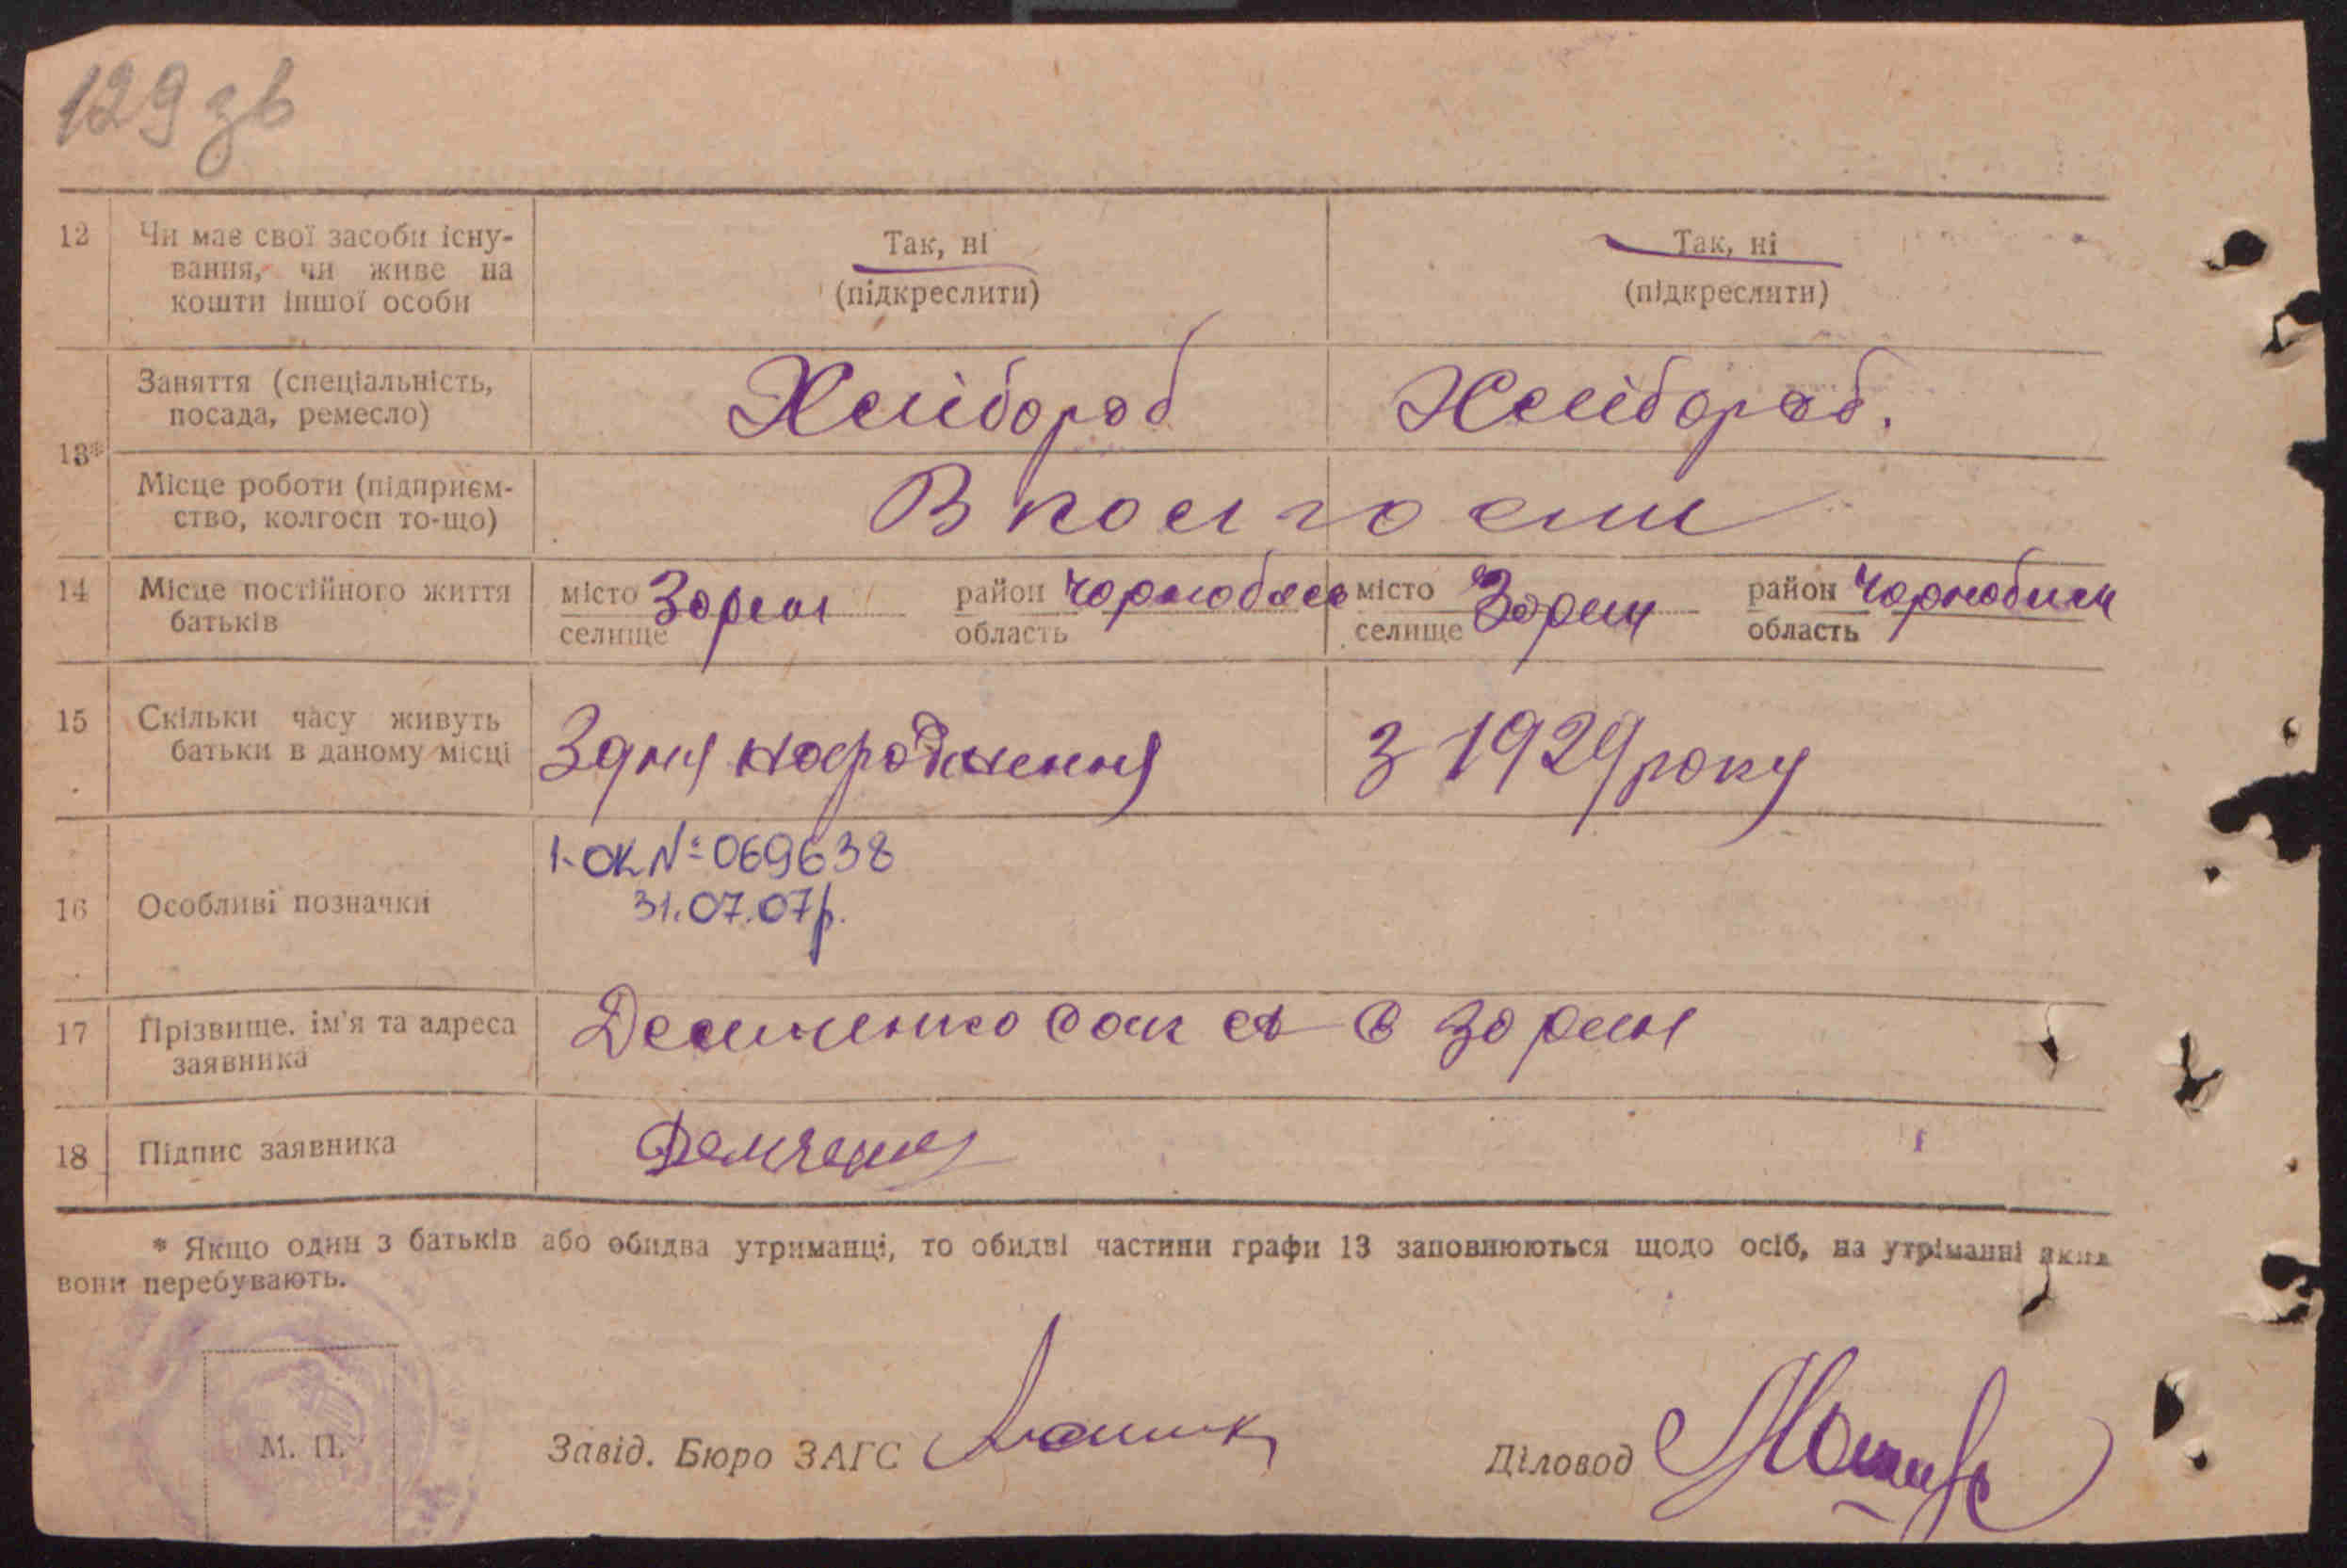 129 зв
12 Чи має свої засоби існу-
вання, чи живе на
кошти іншої особи
Так, ні
(підкреслити)
Так, ні
(підкреслити)
13* Заняття (спеціальність,
посада, ремесло)
Хлібороб
Хлібороб.
Місце роботи (підприєм-
ство, колгосп то-що)
В колгоспи
14 Місце постійного життя
батьків
місто
селище
Зорин
район
область
Чорнобиль
місто
селище
Зорин
район
область
Чорнобиль
15 Скільки часу живуть
батьки в даному місці
З дня народження
З 1929 року
16 Особливі позначки
1-ОК № 069638
31.07.07р.
17 Прізвище. ім'я та адреса
заявника
Демченко с Зорин
18 Підпис заявника
Демченко
* Якщо один з батьків або обидва утриманці, то обидві частини графи 13 заповнюються щодо осіб, на утріманні яких
вони перебувають.
М. П.
Завід. Бюро ЗАГС
Діловод